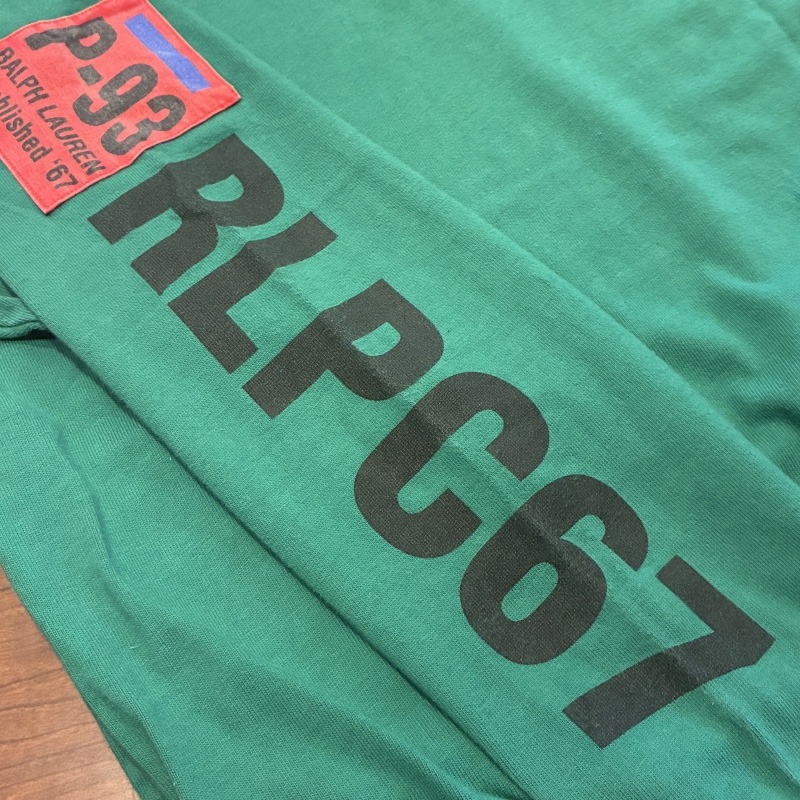 P-93
RALPH LAUREN
blished '67
RLPC67